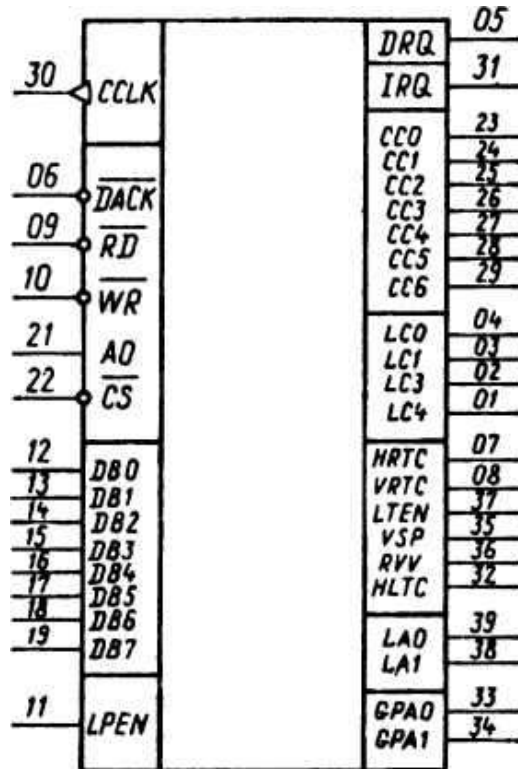 30 CCLK
06 DACK
09 RD
10 WR
21 A0
22 CS
12 DB0
13 DB1
14 DB2
15 DB3
16 DB4
17 DB5
18 DB6
19 DB7
11 LPEN
DRQ 05
IRQ 31
CC0 23
CC1 24
CC2 25
CC3 26
CC4 27
CC5 28
CC6 29
LC0 04
LC1 03
LC3 02
LC4 01
HRTC 07
VRTC 08
LTEN 37
VSP 35
RVV 36
HLTC 32
LA0 39
LA1 38
GPA0 33
GPA1 34